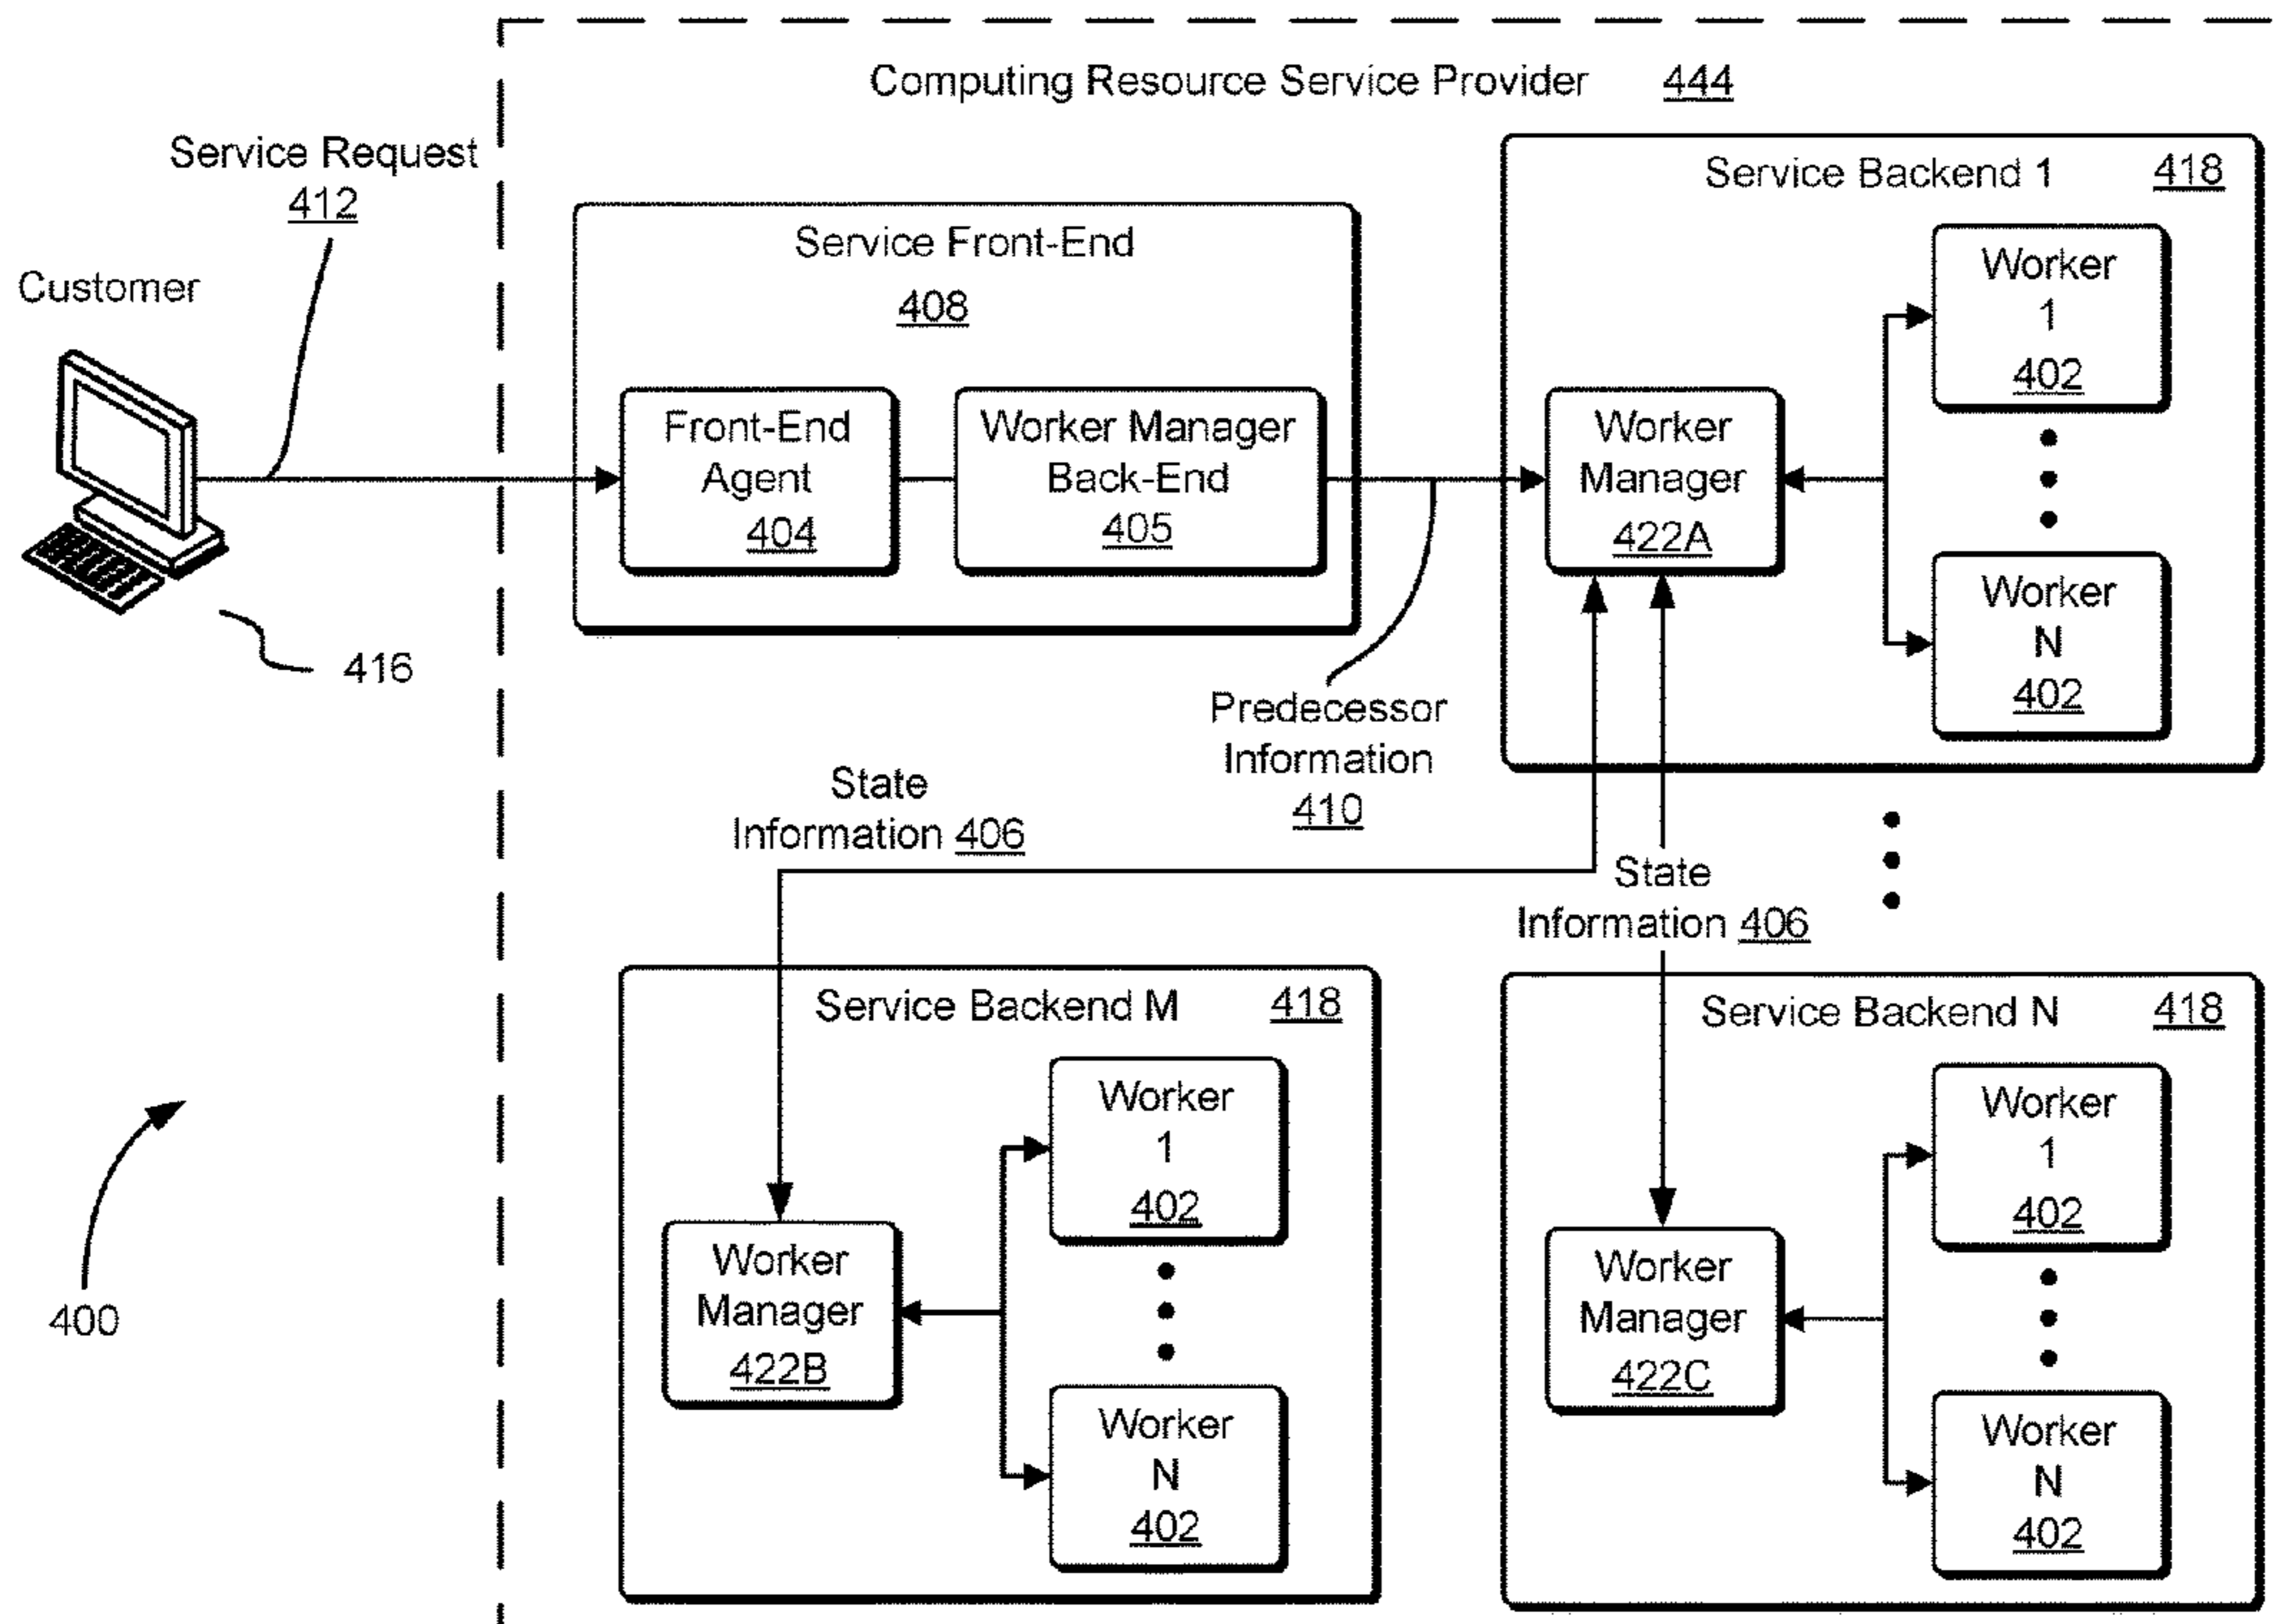 Computing Resource Service Provider 444
Service Request
412
Customer
416
Service Front-End
408
Front-End
Agent
404
Worker Manager
Back-End
405
Predecessor
Information
410
Service Backend 1 418
Worker
Manager
422A
Worker
1
402
Worker
N
402
State
Information 406
State
Information 406
Service Backend M 418
Worker
Manager
422B
Worker
1
402
Worker
N
402
Service Backend N 418
Worker
Manager
422C
Worker
1
402
Worker
N
402
400